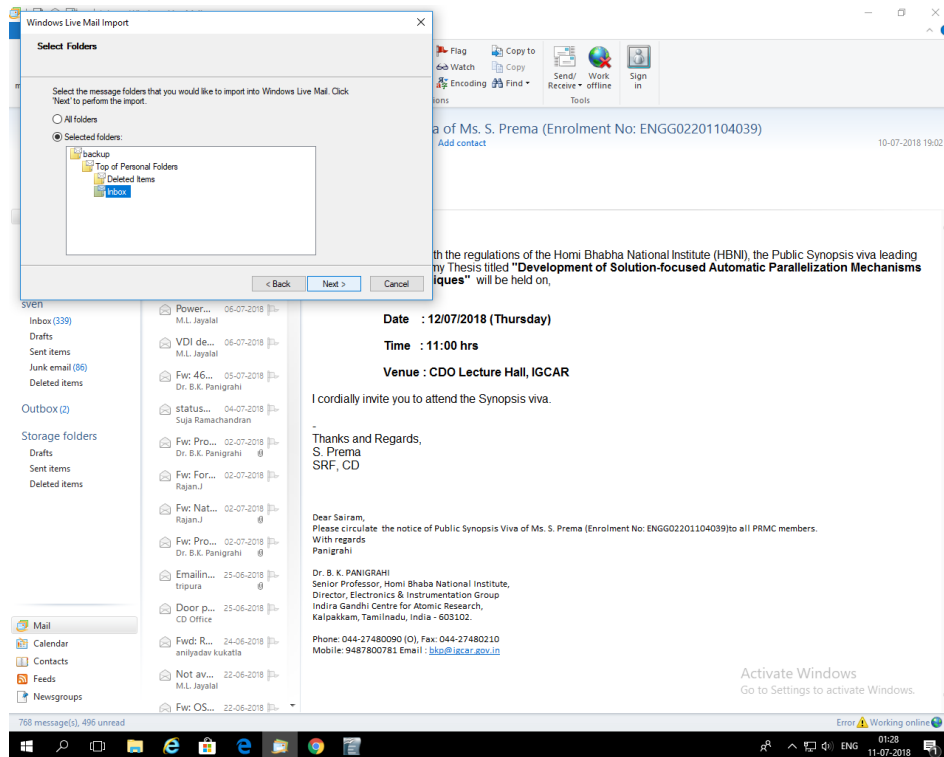 Windows Live Mail Import
Select Folders
Select the message folders that you would like to import into Windows Live Mail. Click
'Next' to perform the import.
All folders
Selected folders:
backup
Top of Personal Folders
Deleted Items
Inbox
< Back
Next >
Cancel
Flag
Copy to
Watch
Copy
Encoding
Find
Send/
Receive
Work
offline
Sign
in
Tools
a of Ms. S. Prema (Enrolment No: ENGG02201104039)
Add contact
10-07-2018 19:02
th the regulations of the Homi Bhabha National Institute (HBNI), the Public Synopsis viva leading
my Thesis titled "Development of Solution-focused Automatic Parallelization Mechanisms
iques" will be held on,
Date : 12/07/2018 (Thursday)
Time : 11:00 hrs
Venue : CDO Lecture Hall, IGCAR
I cordially invite you to attend the Synopsis viva.
-
Thanks and Regards,
S. Prema
SRF, CD
Dear Sairam,
Please circulate the notice of Public Synopsis Viva of Ms. S. Prema (Enrolment No: ENGG02201104039)to all PRMC members.
With regards
Panigrahi
Dr. B. K. PANIGRAHI
Senior Professor, Homi Bhaba National Institute,
Director, Electronics & Instrumentation Group
Indira Gandhi Centre for Atomic Research,
Kalpakkam, Tamilnadu, India - 603102.
Phone: 044-27480090 (O), Fax: 044-27480210
Mobile: 9487800781 Email : bkp@igcar.gov.in
sven
Inbox (339)
Drafts
Sent items
Junk email (86)
Deleted items
Outbox (2)
Storage folders
Drafts
Sent items
Deleted items
Mail
Calendar
Contacts
Feeds
Newsgroups
Power... 06-07-2018
M.L. Jayalal
VDI de... 06-07-2018
M.L. Jayalal
Fw: 46... 05-07-2018
Dr. B.K. Panigrahi
status... 04-07-2018
Suja Ramachandran
Fw: Pro... 02-07-2018
Dr. B.K. Panigrahi
Fw: For... 02-07-2018
Rajan.J
Fw: Nat... 02-07-2018
Rajan.J
Fw: Pro... 02-07-2018
Dr. B.K. Panigrahi
Emailin... 25-06-2018
tripura
Door p... 25-06-2018
CD Office
Fwd: R... 24-06-2018
anilyadav kukatla
Not av... 22-06-2018
M.L. Jayalal
Fw: OS... 22-06-2018
Activate Windows
Go to Settings to activate Windows.
768 message(s), 496 unread
Error
Working online
ENG
01:28
11-07-2018